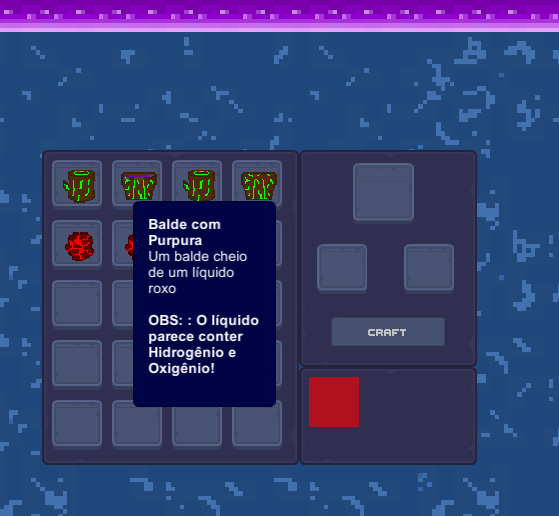 Balde com
Purpura
Um balde cheio
de um líquido
roxo
OBS: : O líquido
parece conter
Hidrogênio e
Oxigênio!
CRAFT